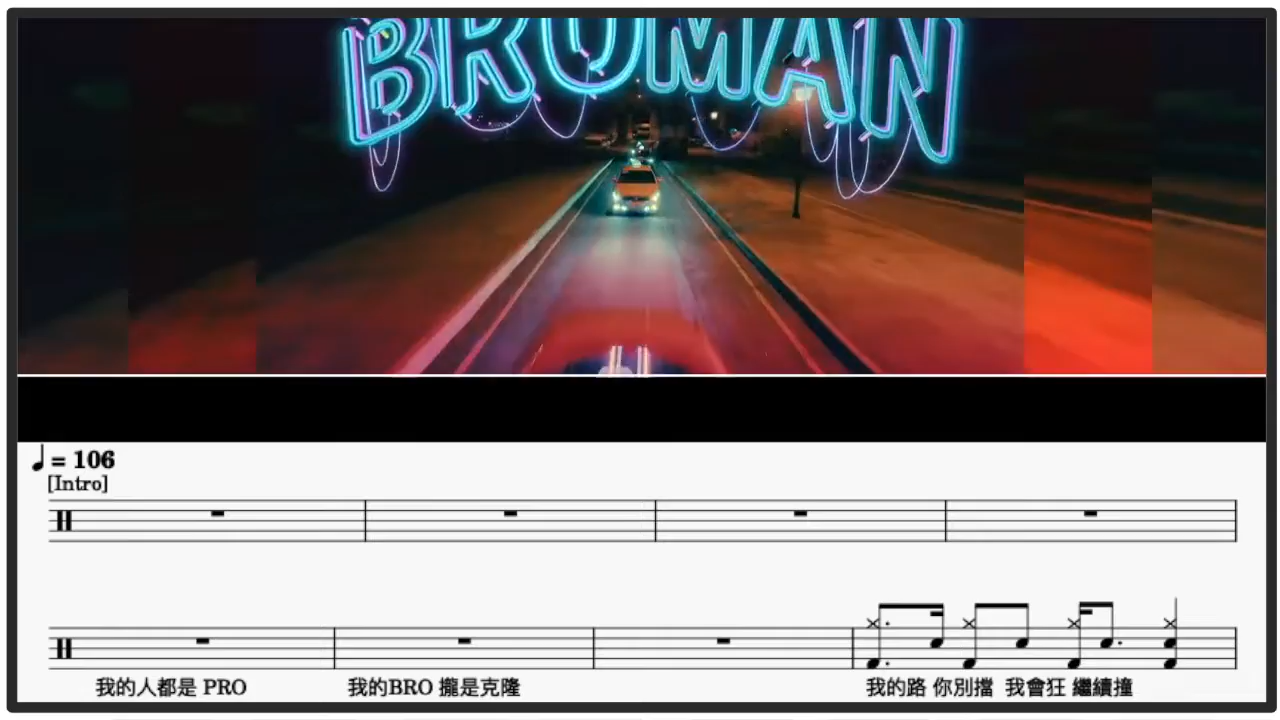 BROMAN
♩ = 106
[Intro]
我的人都是 PRO 我的BRO 攏是克隆 我的路 你別擋 我會狂 繼續撞